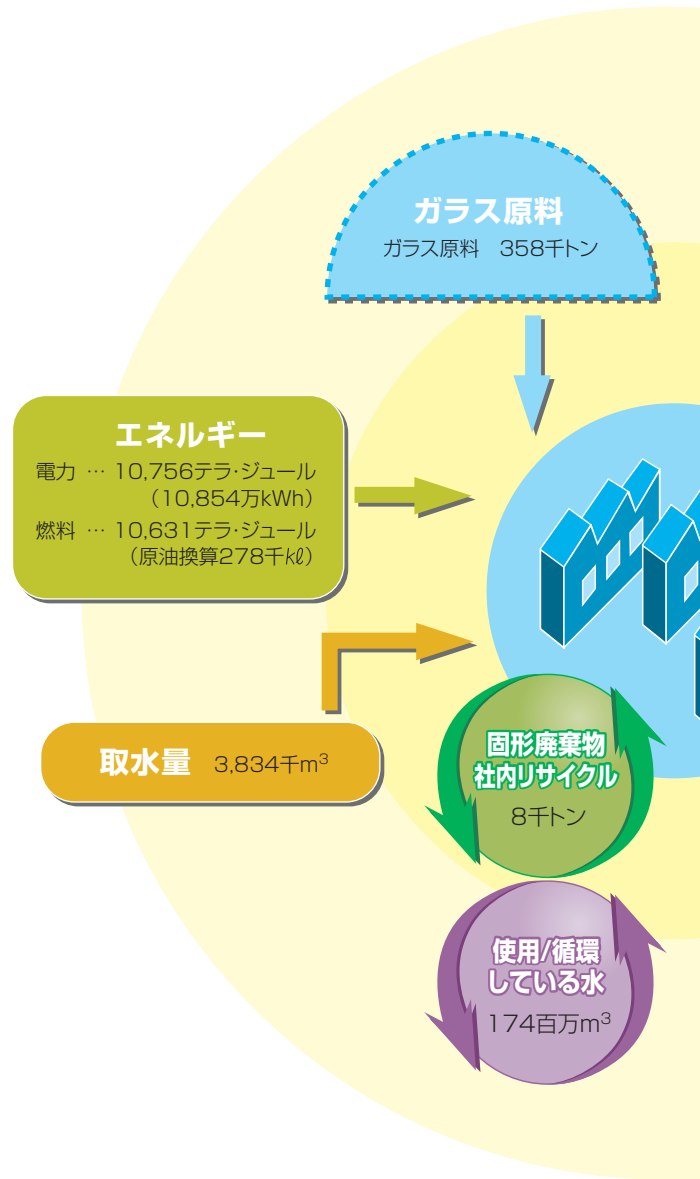 ガラス原料
ガラス原料　358千トン
エネルギー
電力 … 10,756テラ・ジュール
（10,854万kWh）
燃料 … 10,631テラ・ジュール
（原油換算278千kℓ）
取水量　3,834千m³
固形廃棄物
社内リサイクル
8千トン
使用/循環
している水
174百万m³